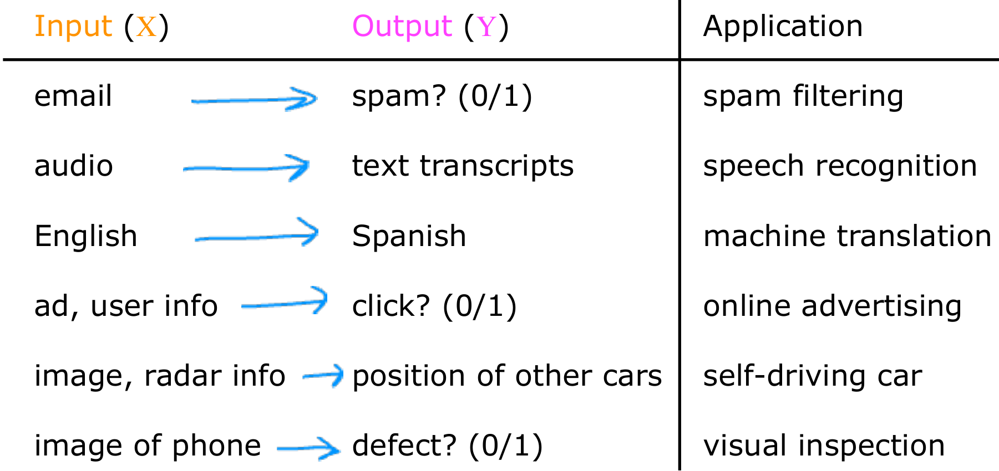 Input (X) Output (Y) Application
email spam? (0/1) spam filtering
audio text transcripts speech recognition
English Spanish machine translation
ad, user info click? (0/1) online advertising
image, radar info position of other cars self-driving car
image of phone defect? (0/1) visual inspection